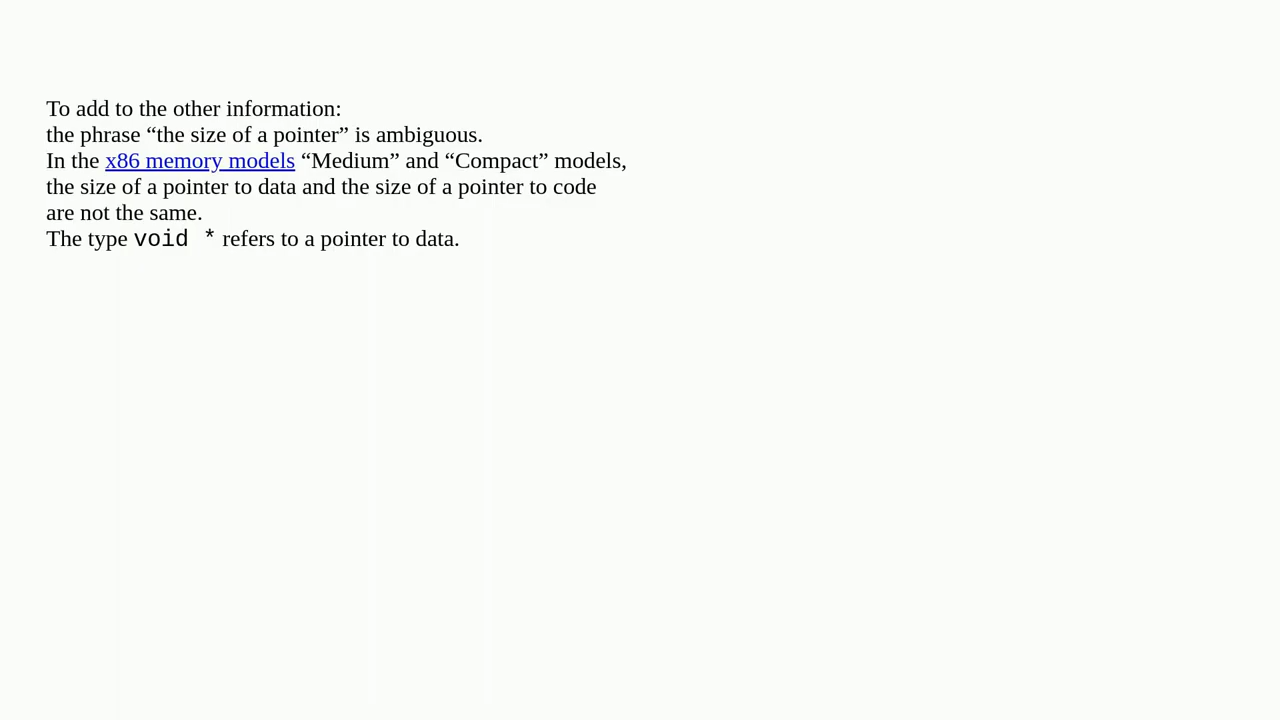 To add to the other information:
the phrase “the size of a pointer” is ambiguous.
In the x86 memory models “Medium” and “Compact” models,
the size of a pointer to data and the size of a pointer to code
are not the same.
The type void * refers to a pointer to data.